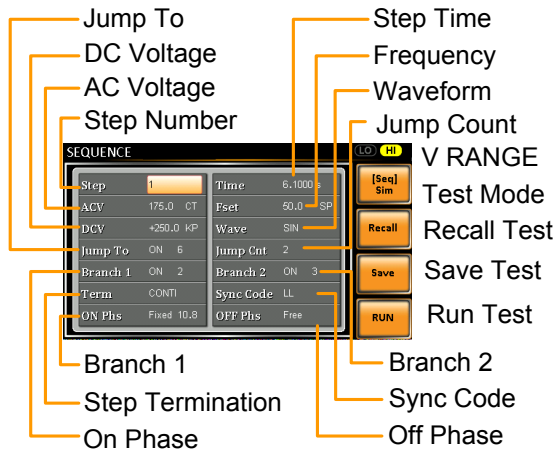 Jump To
DC Voltage
AC Voltage
Step Number
Step Time
Frequency
Waveform
Jump Count
V RANGE
Test Mode
Recall Test
Save Test
Run Test
SEQUENCE
LO HI
Step 1 Time 6.1000 s
ACV 175.0 CT Fset 50.0 SP
DCV +250.0 KP Wave SIN
Jump To ON 6 Jump Cnt 2
Branch 1 ON 2 Branch 2 ON 3
Term CONTI Sync Code LL
ON Phs Fixed 10.8 OFF Phs Free
[Seq]
Sim
Recall
Save
RUN
Branch 1
Step Termination
On Phase
Branch 2
Sync Code
Off Phase